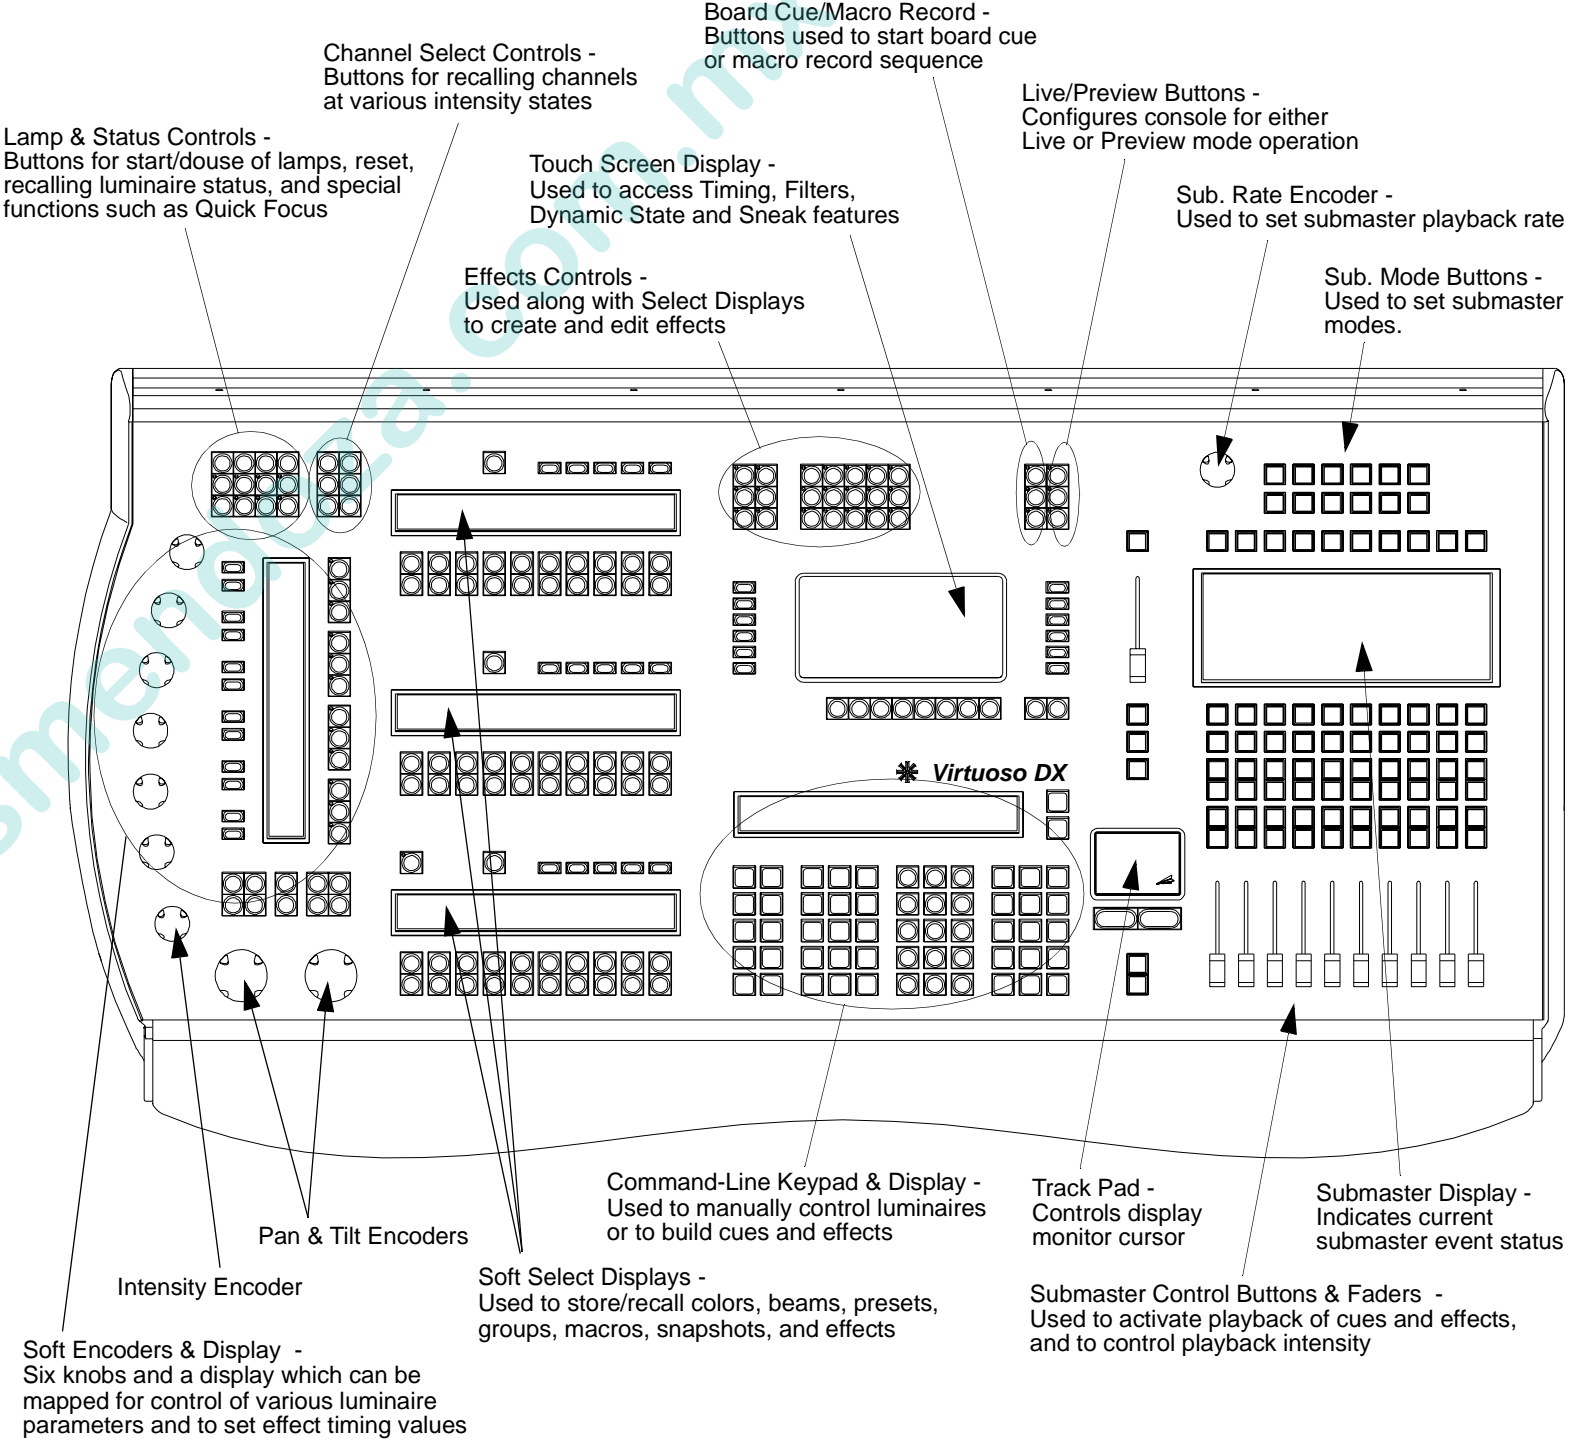 Board Cue/Macro Record -
Buttons used to start board cue
or macro record sequence
Channel Select Controls -
Buttons for recalling channels
at various intensity states
Live/Preview Buttons -
Configures console for either
Live or Preview mode operation
Lamp & Status Controls -
Buttons for start/douse of lamps, reset,
recalling luminaire status, and special
functions such as Quick Focus
Touch Screen Display -
Used to access Timing, Filters,
Dynamic State and Sneak features
Sub. Rate Encoder -
Used to set submaster playback rate
Effects Controls -
Used along with Select Displays
to create and edit effects
Sub. Mode Buttons -
Used to set submaster
modes.
Virtuoso DX
Command-Line Keypad & Display -
Used to manually control luminaires
or to build cues and effects
Track Pad -
Controls display
monitor cursor
Submaster Display -
Indicates current
submaster event status
Pan & Tilt Encoders
Intensity Encoder
Soft Select Displays -
Used to store/recall colors, beams, presets,
groups, macros, snapshots, and effects
Submaster Control Buttons & Faders -
Used to activate playback of cues and effects,
and to control playback intensity
Soft Encoders & Display -
Six knobs and a display which can be
mapped for control of various luminaire
parameters and to set effect timing values
smendoza.com.mx